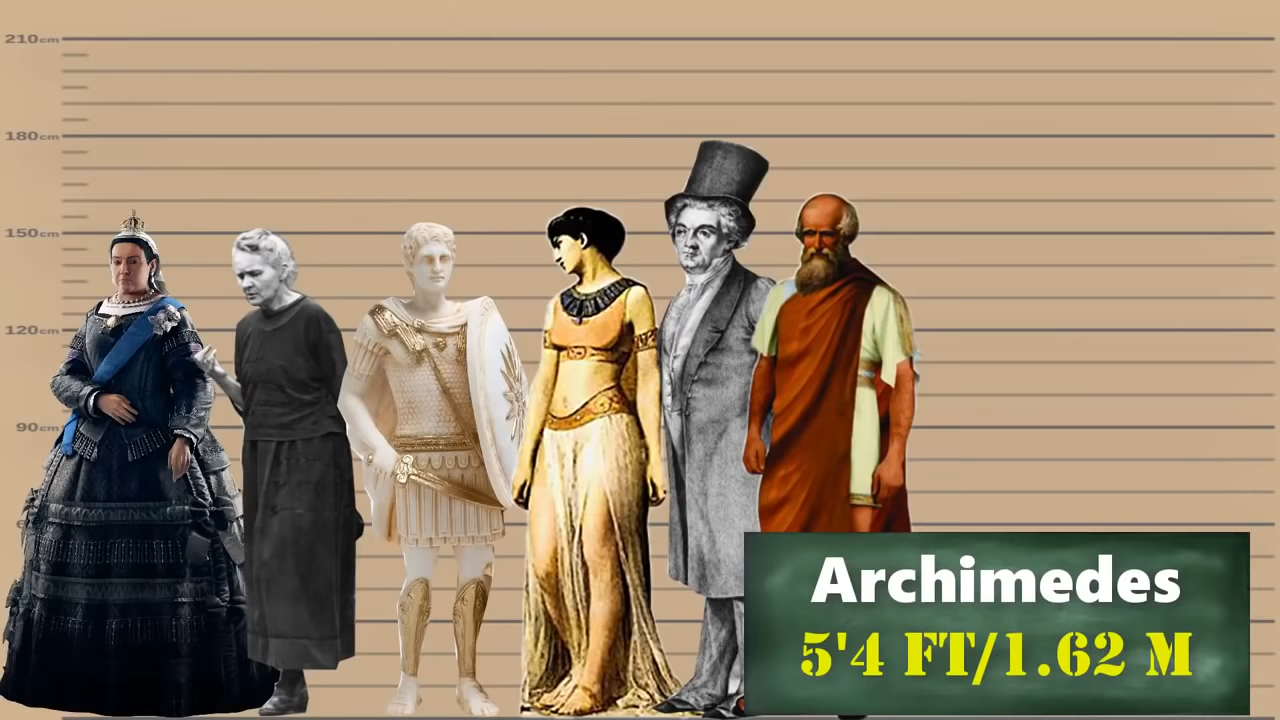 210cm
180cm
150cm
120cm
90cm
Archimedes
5'4 FT/1.62 M